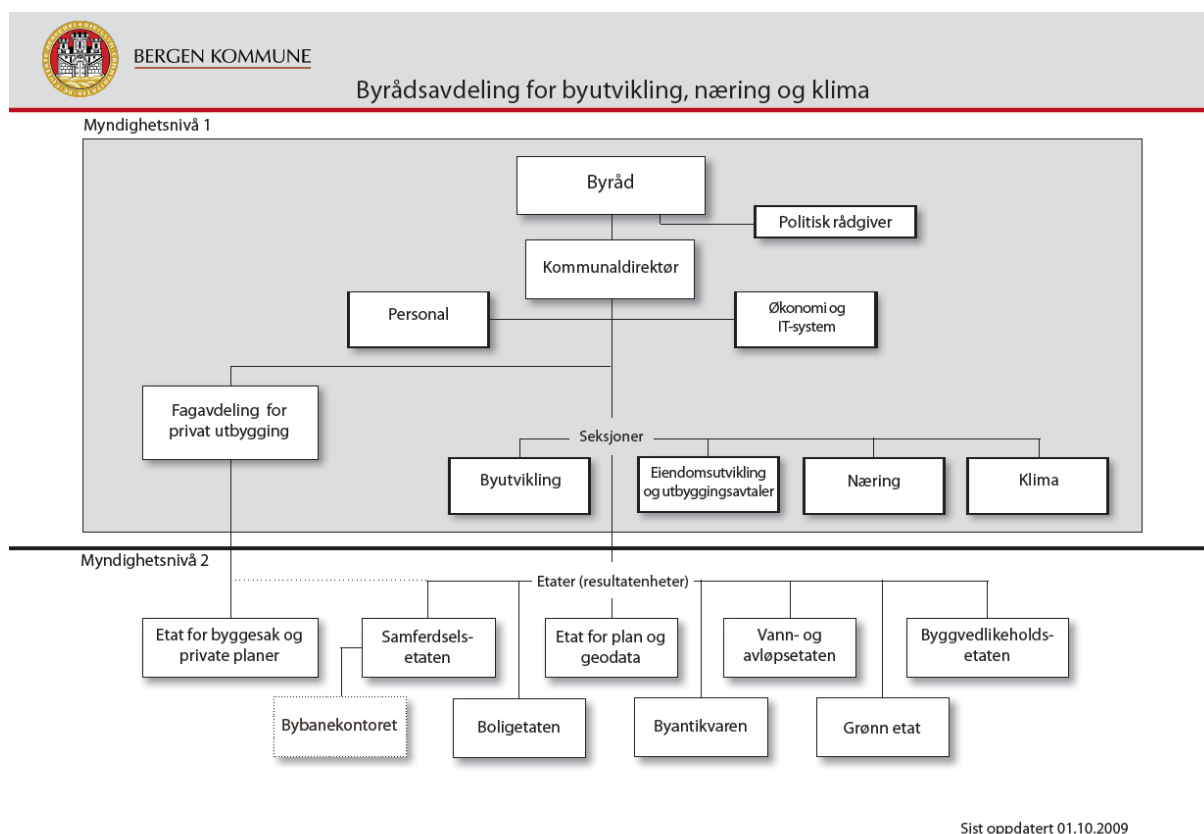 BERGEN KOMMUNE
Byrådsavdeling for byutvikling, næring og klima
Myndighetsnivå 1
Byråd
Politisk rådgiver
Kommunaldirektør
Personal
Økonomi og
IT-system
Fagavdeling for
privat utbygging
Seksjoner
Byutvikling
Eiendomsutvikling
og utbyggingsavtaler
Næring
Klima
Myndighetsnivå 2
Etater (resultatenheter)
Etat for byggesak og
private planer
Samferdsels-
etaten
Etat for plan og
geodata
Vann- og
avløpsetaten
Byggvedlikeholds-
etaten
Bybanekontoret
Boligetaten
Byantikvaren
Grønn etat
Sist oppdatert 01.10.2009